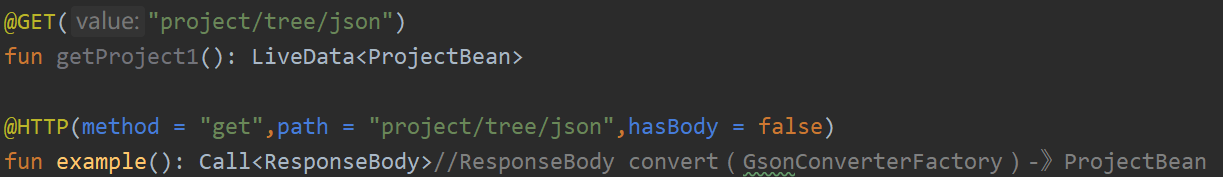 @GET( value: "project/tree/json")
fun getProject1(): LiveData<ProjectBean>
@HTTP(method = "get",path = "project/tree/json",hasBody = false)
fun example(): Call<ResponseBody>//ResponseBody convert（GsonConverterFactory）-》ProjectBean